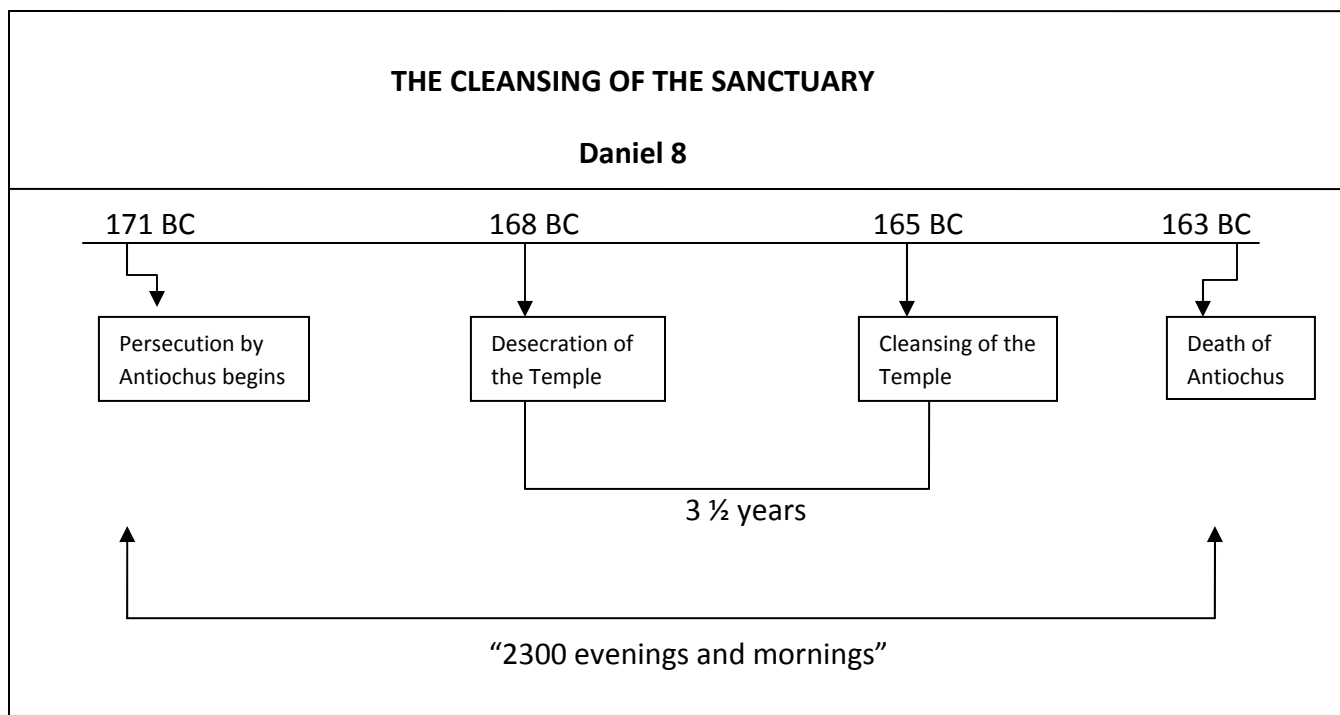 THE CLEANSING OF THE SANCTUARY
Daniel 8
171 BC
168 BC
165 BC
163 BC
Persecution by
Antiochus begins
Desecration of
the Temple
Cleansing of the
Temple
Death of
Antiochus
3 ½ years
“2300 evenings and mornings”